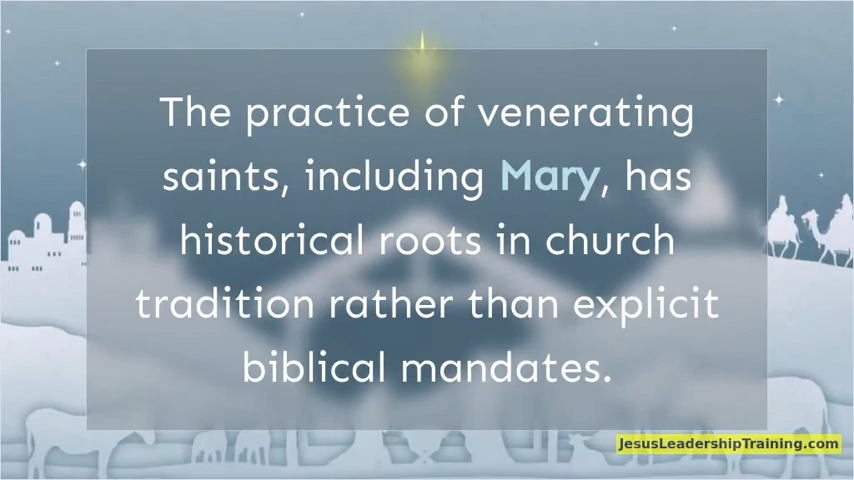 The practice of venerating
saints, including Mary, has
historical roots in church
tradition rather than explicit
biblical mandates.
JesusLeadershipTraining.com